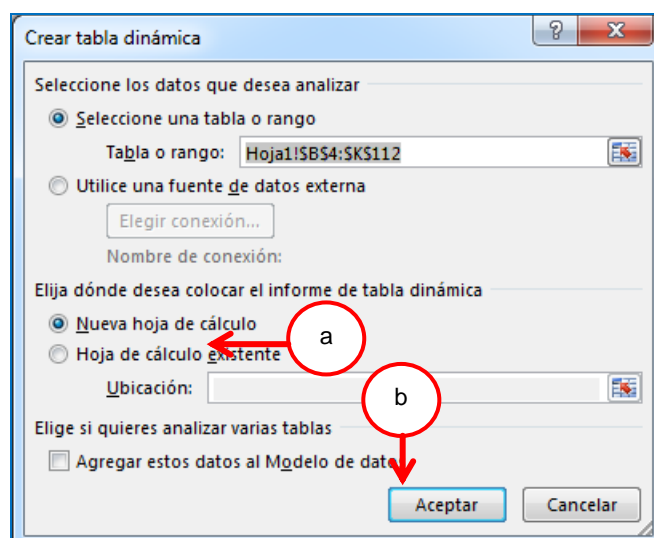 Crear tabla dinámica
Seleccione los datos que desea analizar
Seleccione una tabla o rango
Tabla o rango: Hoja1!$B$4:$K$112
Utilice una fuente de datos externa
Elegir conexión...
Nombre de conexión:
Elija dónde desea colocar el informe de tabla dinámica
Nueva hoja de cálculo
a
Hoja de cálculo existente
Ubicación:
b
Elige si quieres analizar varias tablas
Agregar estos datos al Modelo de datos
Aceptar Cancelar